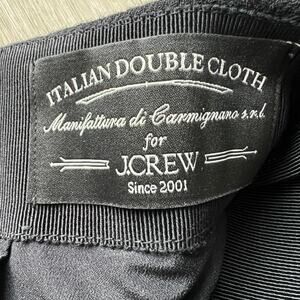 ITALIAN DOUBLE CLOTH
Manifattura di Carmignano s.r.l.
for
J.CREW
Since 2001